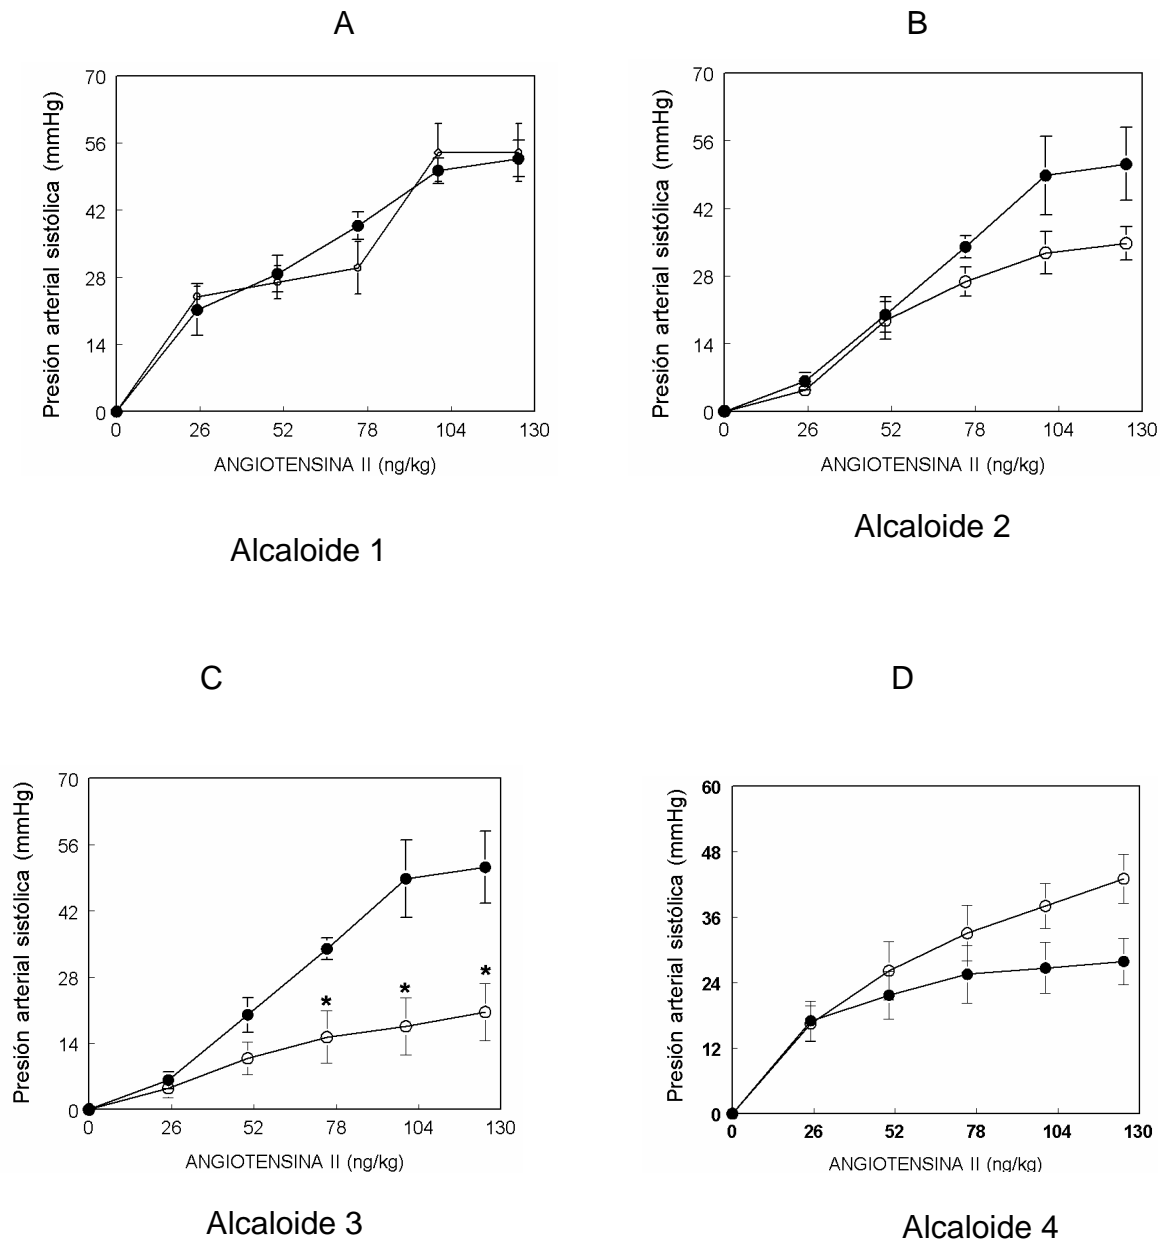 A
Presión arterial sistólica (mmHg)
70
56
42
28
14
0
0 26 52 78 104 130
ANGIOTENSINA II (ng/kg)
Alcaloide 1
B
Presión arterial sistólica (mmHg)
70
56
42
28
14
0
0 26 52 78 104 130
ANGIOTENSINA II (ng/kg)
Alcaloide 2
C
Presión arterial sistólica (mmHg)
70
56
42
28
14
0
* * *
0 26 52 78 104 130
ANGIOTENSINA II (ng/kg)
Alcaloide 3
D
Presión arterial sistólica (mmHg)
60
48
36
24
12
0
0 26 52 78 104 130
ANGIOTENSINA II (ng/kg)
Alcaloide 4